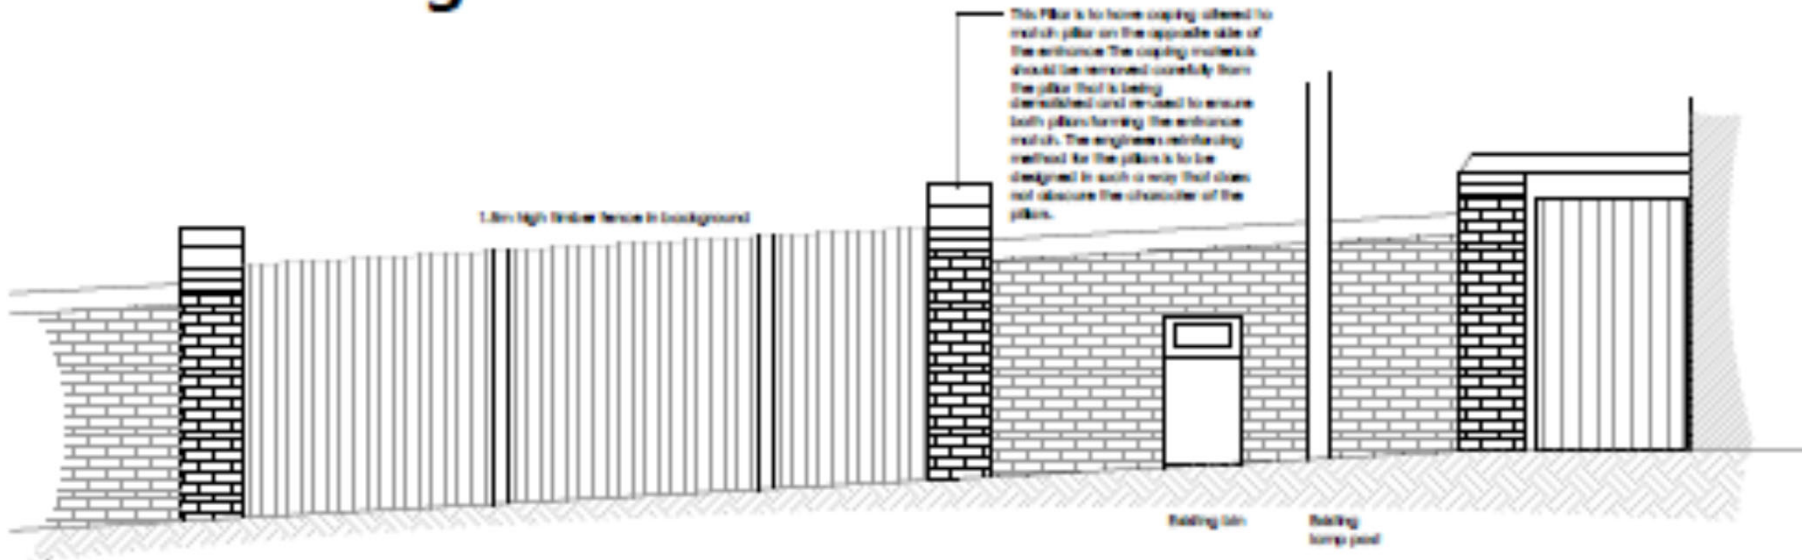 g
This Pillar is to have coping altered to
match pillar on the opposite side of
the entrance The coping materials
should be removed carefully from
the pillar that is being
demolished and re-used to ensure
both pillars forming the entrance
match. The engineers reinforcing
method for the pillars is to be
designed in such a way that does
not obscure the character of the
pillars.
1.8m high timber fence in background
Existing bin
Existing
lamp post